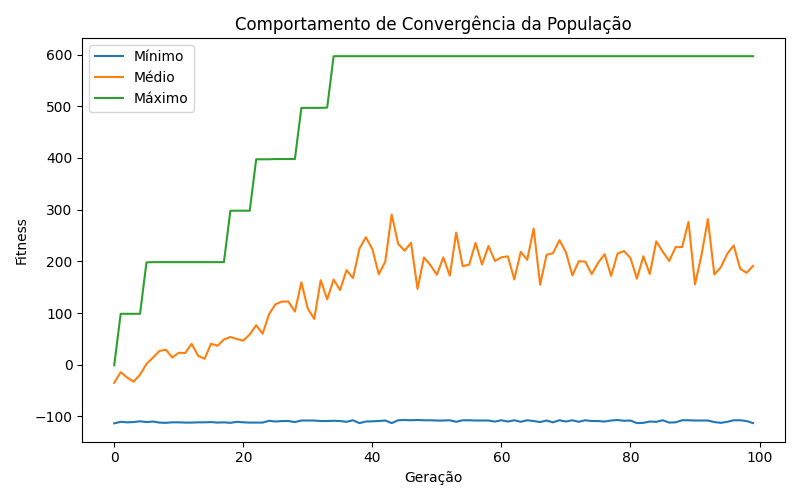 Comportamento de Convergência da População
Mínimo
Médio
Máximo
600
500
400
300
200
100
0
−100
Fitness
0 20 40 60 80 100
Geração